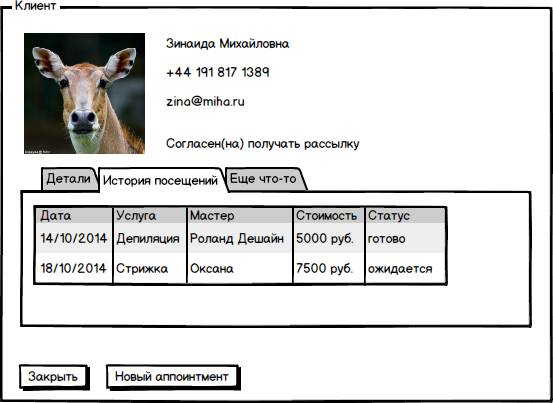 Клиент
Зинаида Михайловна
+44 191 817 1389
zina@miha.ru
Согласен(на) получать рассылку
Детали История посещений Еще что-то
Дата Услуга Мастер Стоимость Статус
14/10/2014 Депиляция Роланд Дешайн 5000 руб. готово
18/10/2014 Стрижка Оксана 7500 руб. ожидается
Закрыть Новый аппоинтмент